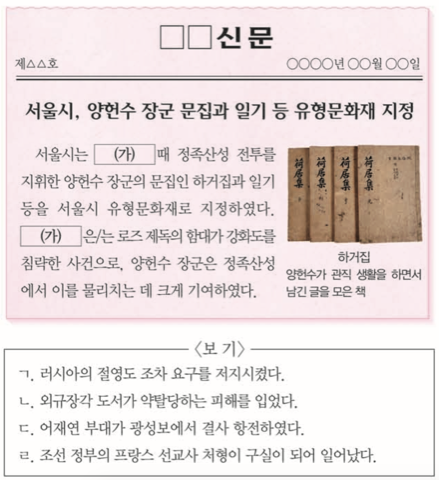 □□신문
제△△호 ○○○○년 ○○월 ○○일
서울시, 양헌수 장군 문집과 일기 등 유형문화재 지정
서울시는 (가) 때 정족산성 전투를
지휘한 양헌수 장군의 문집인 하거집과 일기
등을 서울시 유형문화재로 지정하였다.
(가) 은/는 로즈 제독의 함대가 강화도를
침략한 사건으로, 양헌수 장군은 정족산성
에서 이를 물리치는 데 크게 기여하였다.
荷居集
荷居集
荷居集
荷居集
하거집
양헌수가 관직 생활을 하면서
남긴 글을 모은 책
〈보 기〉
ㄱ. 러시아의 절영도 조차 요구를 저지시켰다.
ㄴ. 외규장각 도서가 약탈당하는 피해를 입었다.
ㄷ. 어재연 부대가 광성보에서 결사 항전하였다.
ㄹ. 조선 정부의 프랑스 선교사 처형이 구실이 되어 일어났다.